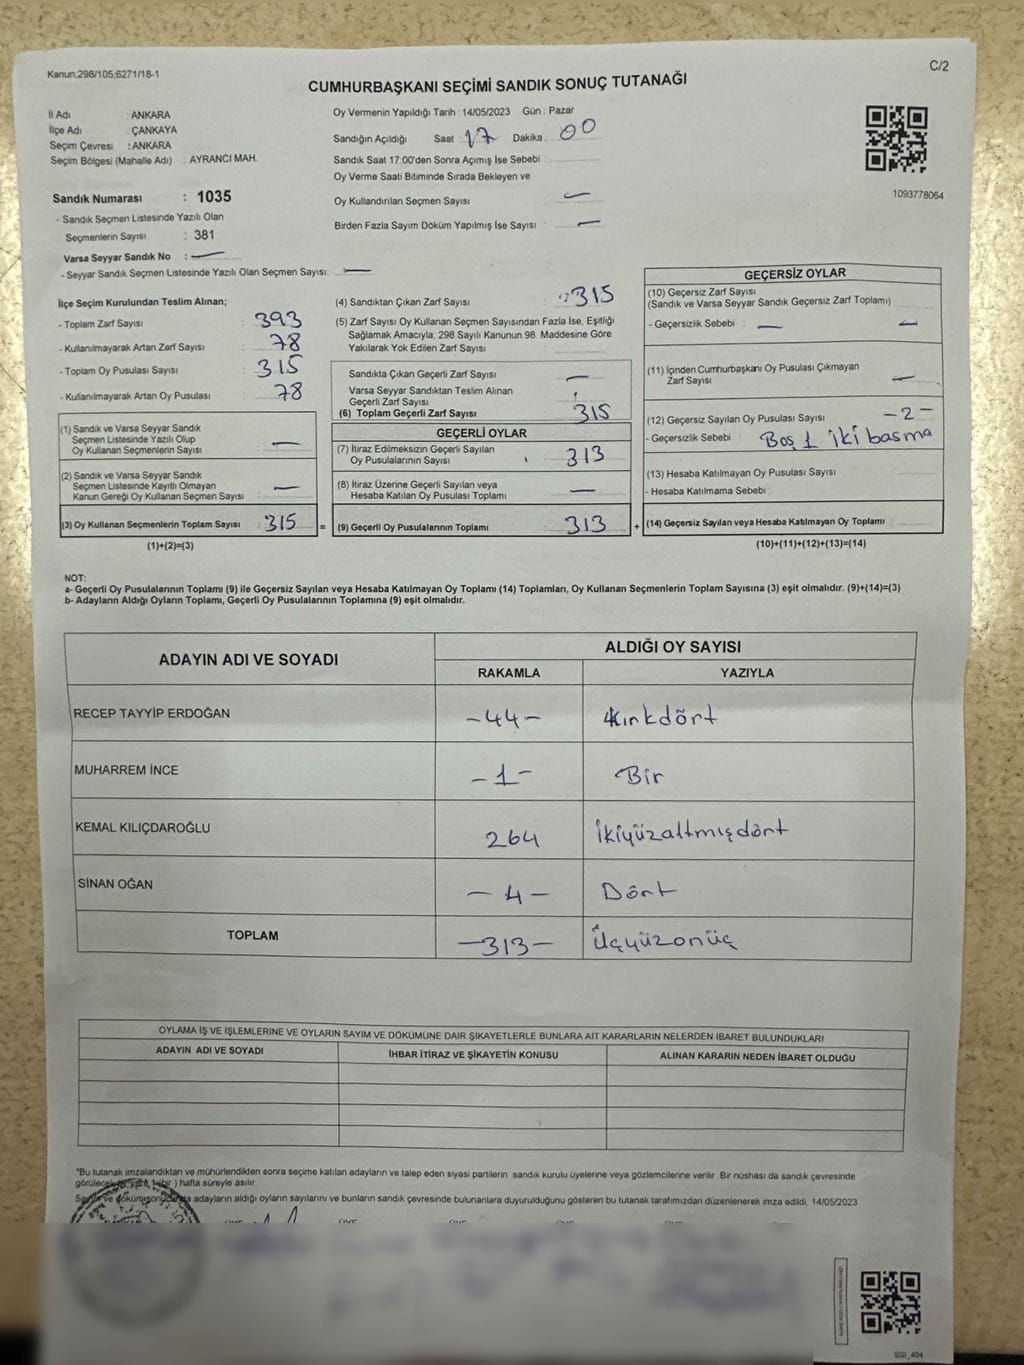 Kanun;298/105;6271/18-1
C/2
CUMHURBAŞKANI SEÇİMİ SANDIK SONUÇ TUTANAĞI
İl Adı : ANKARA
İlçe Adı : ÇANKAYA
Seçim Çevresi : ANKARA
Seçim Bölgesi (Mahalle Adı) : AYRANCI MAH.
Sandık Numarası : 1035
- Sandık Seçmen Listesinde Yazılı Olan
Seçmenlerin Sayısı : 381
Varsa Seyyar Sandık No :
- Seyyar Sandık Seçmen Listesinde Yazılı Olan Seçmen Sayısı:
Oy Vermenin Yapıldığı Tarih : 14/05/2023 Gün : Pazar
Sandığın Açıldığı Saat : 17 Dakika : 00
Sandık Saat 17:00'den Sonra Açımış İse Sebebi :
Oy Verme Saati Bitiminde Sırada Bekleyen ve
Oy Kullandırılan Seçmen Sayısı : —
Birden Fazla Sayım Döküm Yapılmış İse Sayısı : —
1093778064
İlçe Seçim Kurulundan Teslim Alınan;
- Toplam Zarf Sayısı : 393
- Kullanılmayarak Artan Zarf Sayısı : 78
- Toplam Oy Pusulası Sayısı : 315
- Kullanılmayarak Artan Oy Pusulası : 78
(1) Sandık ve Varsa Seyyar Sandık
Seçmen Listesinde Yazılı Olup
Oy Kullanan Seçmenlerin Sayısı : —
(2) Sandık ve Varsa Seyyar Sandık
Seçmen Listesinde Kayıtlı Olmayan
Kanun Gereği Oy Kullanan Seçmen Sayısı : —
(3) Oy Kullanan Seçmenlerin Toplam Sayısı : 315 =
(1)+(2)=(3)
(4) Sandıktan Çıkan Zarf Sayısı : 315
(5) Zarf Sayısı Oy Kullanan Seçmen Sayısından Fazla İse, Eşitliği
Sağlamak Amacıyla, 298 Sayılı Kanunun 98. Maddesine Göre
Yakılarak Yok Edilen Zarf Sayısı :
Sandıkta Çıkan Geçerli Zarf Sayısı : —
Varsa Seyyar Sandıktan Teslim Alınan
Geçerli Zarf Sayısı :
(6) Toplam Geçerli Zarf Sayısı : 315
GEÇERLİ OYLAR
(7) İtiraz Edilmeksizin Geçerli Sayılan
Oy Pusulalarının Sayısı : 313
(8) İtiraz Üzerine Geçerli Sayılan veya
Hesaba Katılan Oy Pusulası Toplamı : —
(9) Geçerli Oy Pusulalarının Toplamı : 313 +
GEÇERSİZ OYLAR
(10) Geçersiz Zarf Sayısı :
(Sandık ve Varsa Seyyar Sandık Geçersiz Zarf Toplamı)
- Geçersizlik Sebebi : — —
(11) İçinden Cumhurbaşkanı Oy Pusulası Çıkmayan
Zarf Sayısı : —
(12) Geçersiz Sayılan Oy Pusulası Sayısı : -2-
- Geçersizlik Sebebi : Boş 1 iki basma
(13) Hesaba Katılmayan Oy Pusulası Sayısı :
- Hesaba Katılmama Sebebi :
(14) Geçersiz Sayılan veya Hesaba Katılmayan Oy Toplamı :
(10)+(11)+(12)+(13)=(14)
NOT:
a- Geçerli Oy Pusulalarının Toplamı (9) ile Geçersiz Sayılan veya Hesaba Katılmayan Oy Toplamı (14) Toplamları, Oy Kullanan Seçmenlerin Toplam Sayısına (3) eşit olmalıdır. (9)+(14)=(3)
b- Adayların Aldığı Oyların Toplamı, Geçerli Oy Pusulalarının Toplamına (9) eşit olmalıdır.
ADAYIN ADI VE SOYADI
ALDIĞI OY SAYISI
RAKAMLA YAZIYLA
RECEP TAYYİP ERDOĞAN -44- Kırkdört
MUHARREM İNCE -1- Bir
KEMAL KILIÇDAROĞLU 264 İkiyüzaltmışdört
SİNAN OĞAN -4- Dört
TOPLAM -313- Üçyüzonüç
OYLAMA İŞ VE İŞLEMLERİNE VE OYLARIN SAYIM VE DÖKÜMÜNE DAİR ŞİKAYETLERLE BUNLARA AİT KARARLARIN NELERDEN İBARET BULUNDUKLARI
ADAYIN ADI VE SOYADI İHBAR İTİRAZ VE ŞİKAYETİN KONUSU ALINAN KARARIN NEDEN İBARET OLDUĞU
*Bu tutanak imzalandıktan ve mühürlendikten sonra seçime katılan adayların ve talep eden siyasi partilerin sandık kurulu üyelerine veya gözlemcilerine verilir. Bir nüshası da sandık çevresinde
görülecek bir yere, 1(bir ) hafta süreyle asılır.
Sayım ve döküm sonucunda adayların aldığı oyların sayılarını ve bunların sandık çevresinde bulunanlara duyurulduğunu gösteren bu tutanak tarafımızdan düzenlenerek imza edildi. 14/05/2023
SSI_404